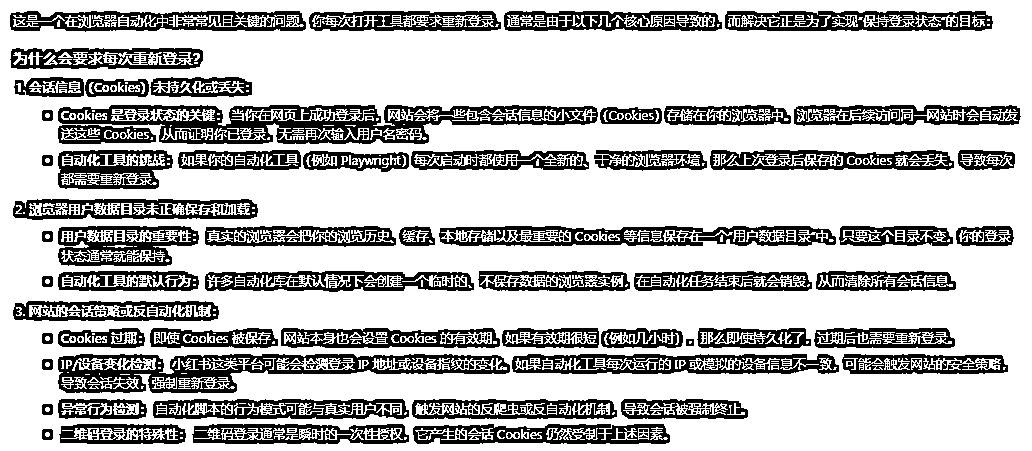 这是一个在浏览器自动化中非常常见且关键的问题。你每次打开工具都要求重新登录，通常是由于以下几个核心原因导致的，而解决它正是为了实现“保持登录状态”的目标：
为什么会要求每次重新登录？
1. 会话信息（Cookies）未持久化或丢失：
Cookies 是登录状态的关键： 当你在网页上成功登录后，网站会将一些包含会话信息的小文件（Cookies）存储在你的浏览器中。浏览器在后续访问同一网站时会自动发
送这些 Cookies，从而证明你已登录，无需再次输入用户名密码。
自动化工具的挑战： 如果你的自动化工具（例如 Playwright）每次启动时都使用一个全新的、干净的浏览器环境，那么上次登录后保存的 Cookies 就会丢失，导致每次
都需要重新登录。
2. 浏览器用户数据目录未正确保存和加载：
用户数据目录的重要性： 真实的浏览器会把你的浏览历史、缓存、本地存储以及最重要的 Cookies 等信息保存在一个“用户数据目录”中。只要这个目录不变，你的登录
状态通常就能保持。
自动化工具的默认行为： 许多自动化库在默认情况下会创建一个临时的、不保存数据的浏览器实例，在自动化任务结束后就会销毁，从而清除所有会话信息。
3. 网站的会话策略或反自动化机制：
Cookies 过期： 即使 Cookies 被保存，网站本身也会设置 Cookies 的有效期。如果有效期很短（例如几小时），那么即使持久化了，过期后也需要重新登录。
IP/设备变化检测： 小红书这类平台可能会检测登录 IP 地址或设备指纹的变化。如果自动化工具每次运行的 IP 或模拟的设备信息不一致，可能会触发网站的安全策略，
导致会话失效，强制重新登录。
异常行为检测： 自动化脚本的行为模式可能与真实用户不同，触发网站的反爬虫或反自动化机制，导致会话被强制终止。
二维码登录的特殊性： 二维码登录通常是瞬时的一次性授权，它产生的会话 Cookies 仍然受制于上述因素。